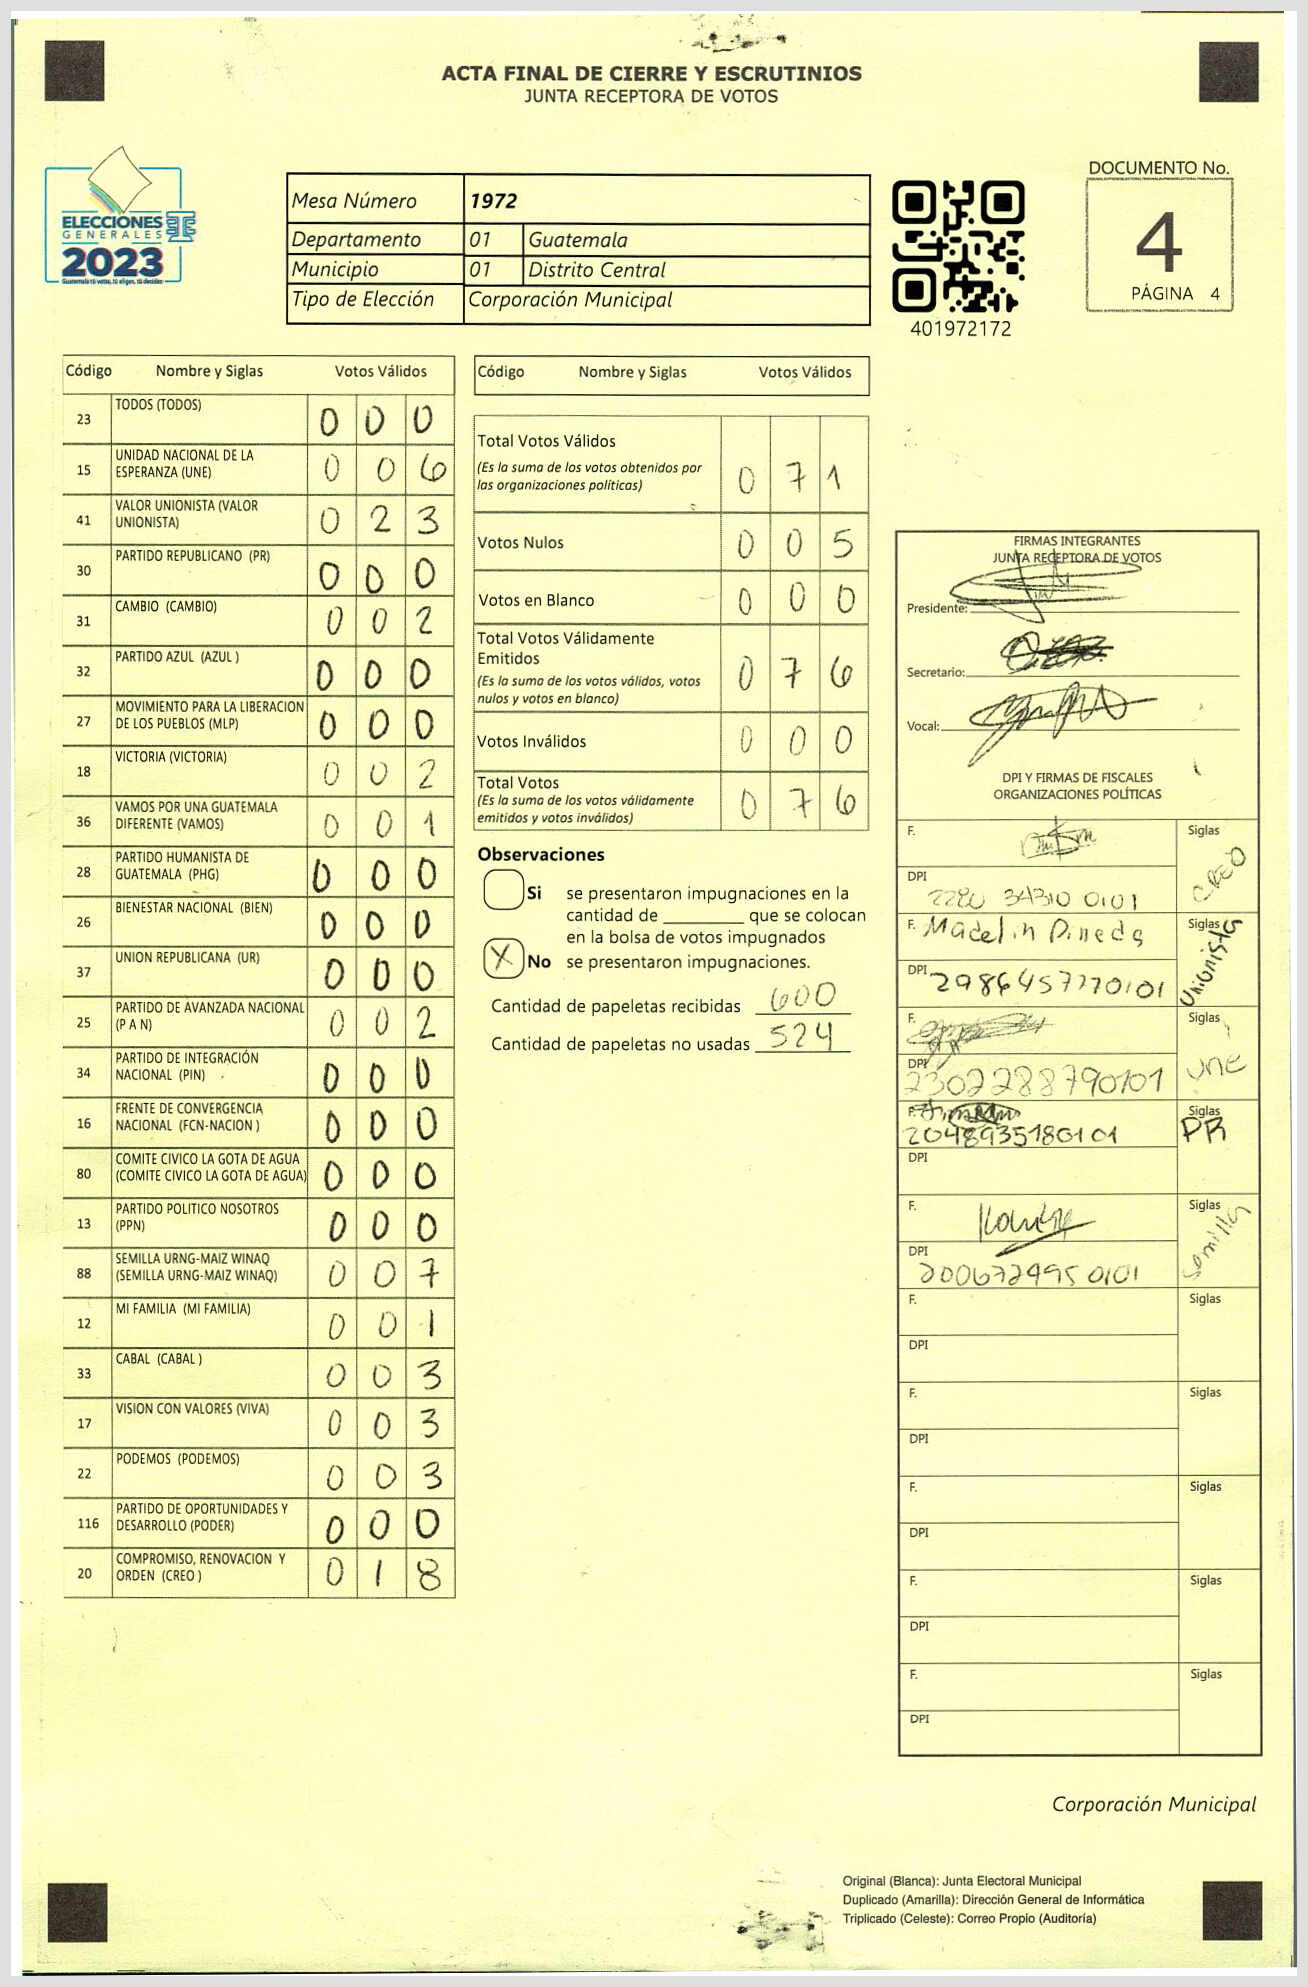 ACTA FINAL DE CIERRE Y ESCRUTINIOS
JUNTA RECEPTORA DE VOTOS
ELECCIONES
GENERALES
2023
Guatemala tú votas, tú eliges, tú decides
TSE
Mesa Número 1972
Departamento 01 Guatemala
Municipio 01 Distrito Central
Tipo de Elección Corporación Municipal
401972172
DOCUMENTO No.
4
PÁGINA 4
Código Nombre y Siglas Votos Válidos
23 TODOS (TODOS) 0 0 0
15 UNIDAD NACIONAL DE LA
ESPERANZA (UNE) 0 0 6
41 VALOR UNIONISTA (VALOR
UNIONISTA) 0 2 3
30 PARTIDO REPUBLICANO (PR) 0 0 0
31 CAMBIO (CAMBIO) 0 0 2
32 PARTIDO AZUL (AZUL ) 0 0 0
27 MOVIMIENTO PARA LA LIBERACION
DE LOS PUEBLOS (MLP) 0 0 0
18 VICTORIA (VICTORIA) 0 0 2
36 VAMOS POR UNA GUATEMALA
DIFERENTE (VAMOS) 0 0 1
28 PARTIDO HUMANISTA DE
GUATEMALA (PHG) 0 0 0
26 BIENESTAR NACIONAL (BIEN) 0 0 0
37 UNION REPUBLICANA (UR) 0 0 0
25 PARTIDO DE AVANZADA NACIONAL
(P A N) 0 0 2
34 PARTIDO DE INTEGRACIÓN
NACIONAL (PIN) 0 0 0
16 FRENTE DE CONVERGENCIA
NACIONAL (FCN-NACION ) 0 0 0
80 COMITE CIVICO LA GOTA DE AGUA
(COMITE CIVICO LA GOTA DE AGUA) 0 0 0
13 PARTIDO POLITICO NOSOTROS
(PPN) 0 0 0
88 SEMILLA URNG-MAIZ WINAQ
(SEMILLA URNG-MAIZ WINAQ) 0 0 7
12 MI FAMILIA (MI FAMILIA) 0 0 1
33 CABAL (CABAL ) 0 0 3
17 VISION CON VALORES (VIVA) 0 0 3
22 PODEMOS (PODEMOS) 0 0 3
116 PARTIDO DE OPORTUNIDADES Y
DESARROLLO (PODER) 0 0 0
20 COMPROMISO, RENOVACION Y
ORDEN (CREO ) 0 1 8
Código Nombre y Siglas Votos Válidos
Total Votos Válidos
(Es la suma de los votos obtenidos por
las organizaciones políticas) 0 7 1
Votos Nulos 0 0 5
Votos en Blanco 0 0 0
Total Votos Válidamente
Emitidos
(Es la suma de los votos válidos, votos
nulos y votos en blanco) 0 7 6
Votos Inválidos 0 0 0
Total Votos
(Es la suma de los votos válidamente
emitidos y votos inválidos) 0 7 6
Observaciones
Si se presentaron impugnaciones en la
cantidad de ________ que se colocan
en la bolsa de votos impugnados
X No se presentaron impugnaciones.
Cantidad de papeletas recibidas 600
Cantidad de papeletas no usadas 524
FIRMAS INTEGRANTES
JUNTA RECEPTORA DE VOTOS
Presidente:
Secretario:
Vocal:
DPI Y FIRMAS DE FISCALES
ORGANIZACIONES POLÍTICAS
F. Siglas CREO
DPI 2280 34310 0101
F. Madelin Pineda Siglas Unionista
DPI 2986457770101
F. Siglas UNE
DPI 2302288790101
F. Siglas PR
2048935180101
DPI
F. Siglas Semilla
DPI 2006729950101
F. Siglas
DPI
F. Siglas
DPI
F. Siglas
DPI
F. Siglas
DPI
F. Siglas
DPI
Corporación Municipal
Original (Blanca): Junta Electoral Municipal
Duplicado (Amarilla): Dirección General de Informática
Triplicado (Celeste): Correo Propio (Auditoría)